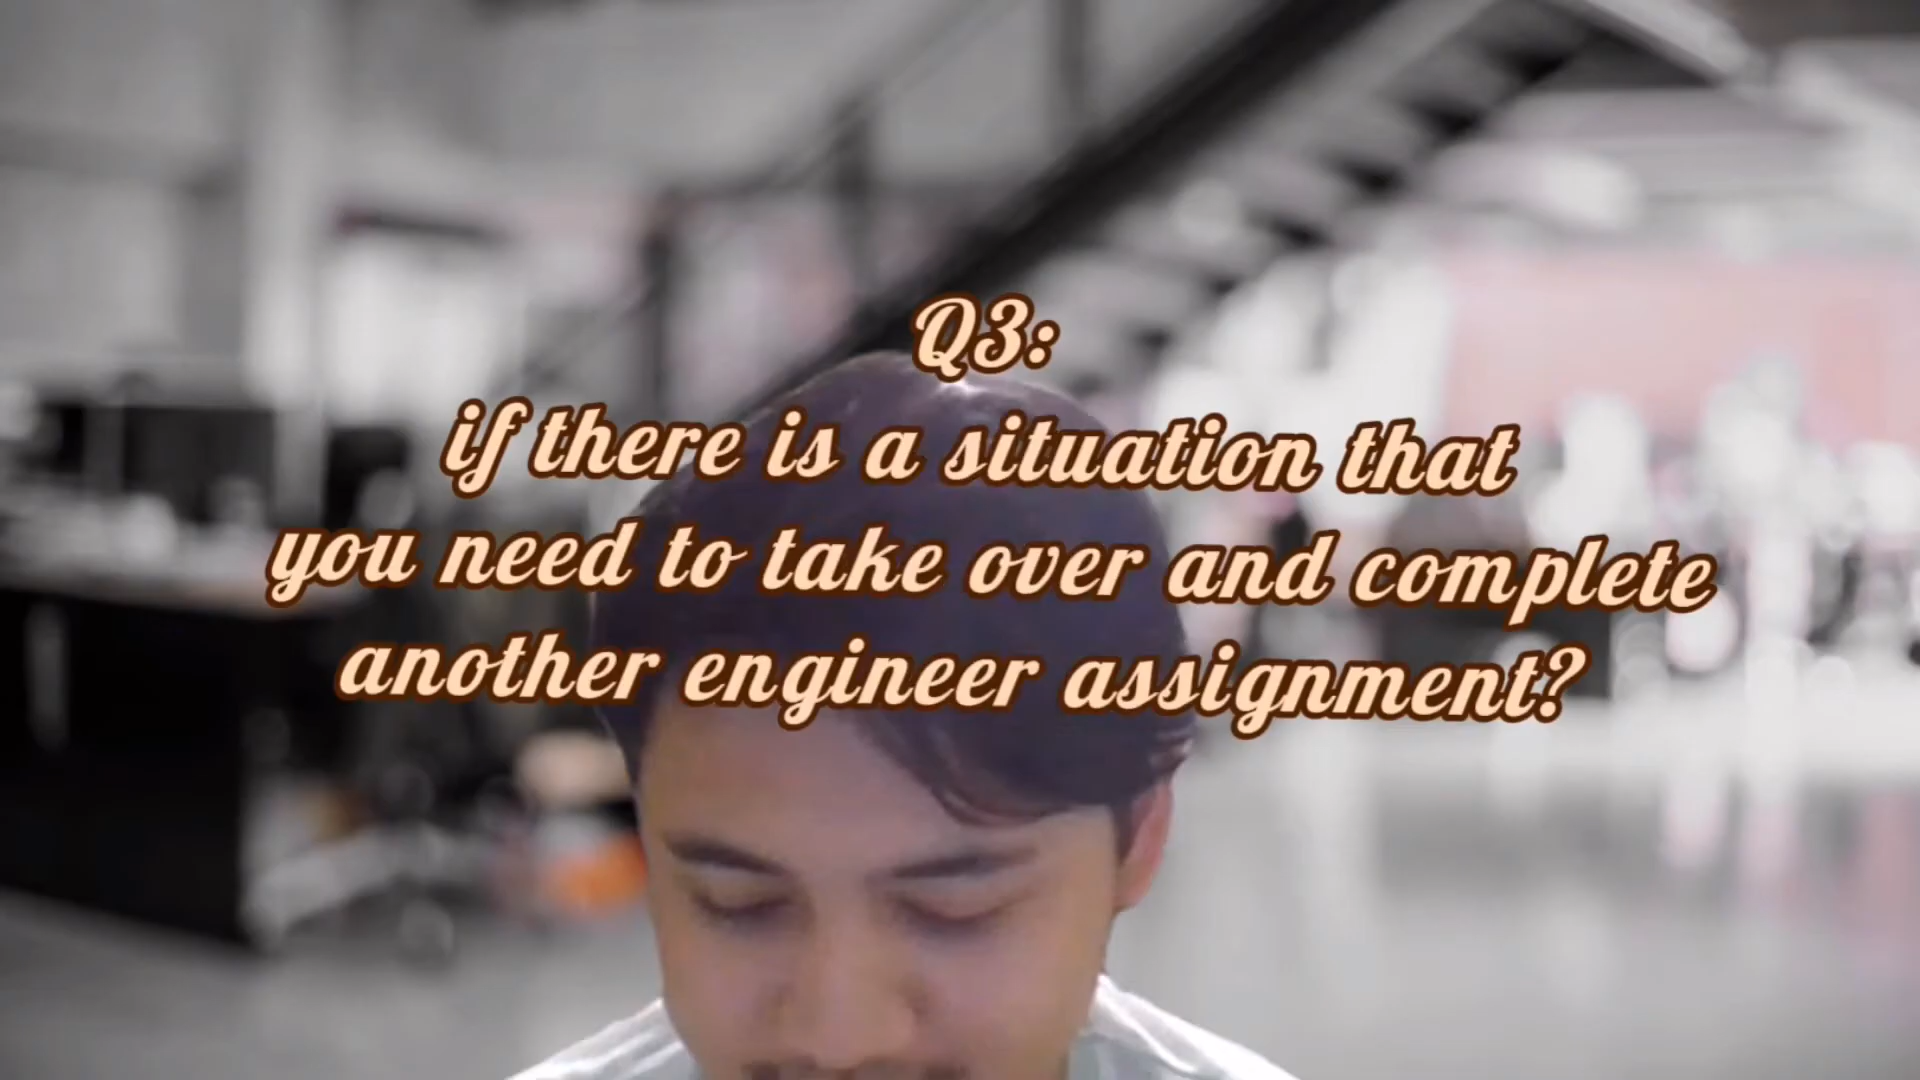 Q3:
if there is a situation that
you need to take over and complete
another engineer assignment?